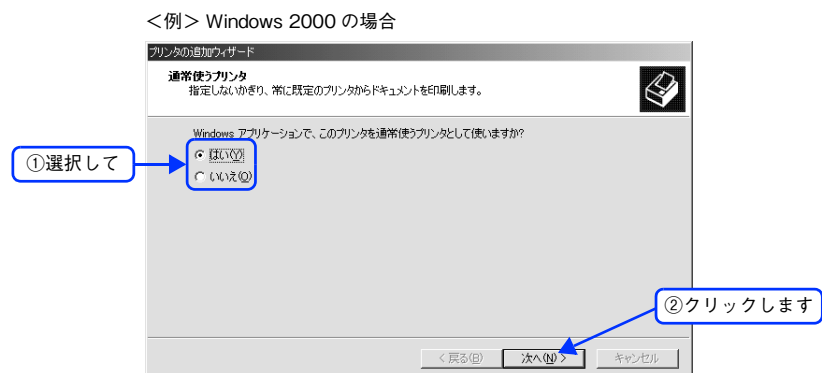 ＜例＞ Windows 2000 の場合
プリンタの追加ウィザード
通常使うプリンタ
指定しないかぎり、常に既定のプリンタからドキュメントを印刷します。
Windows アプリケーションで、このプリンタを通常使うプリンタとして使いますか?
①選択して
はい(Y)
いいえ(O)
②クリックします
< 戻る(B)
次へ(N) >
キャンセル